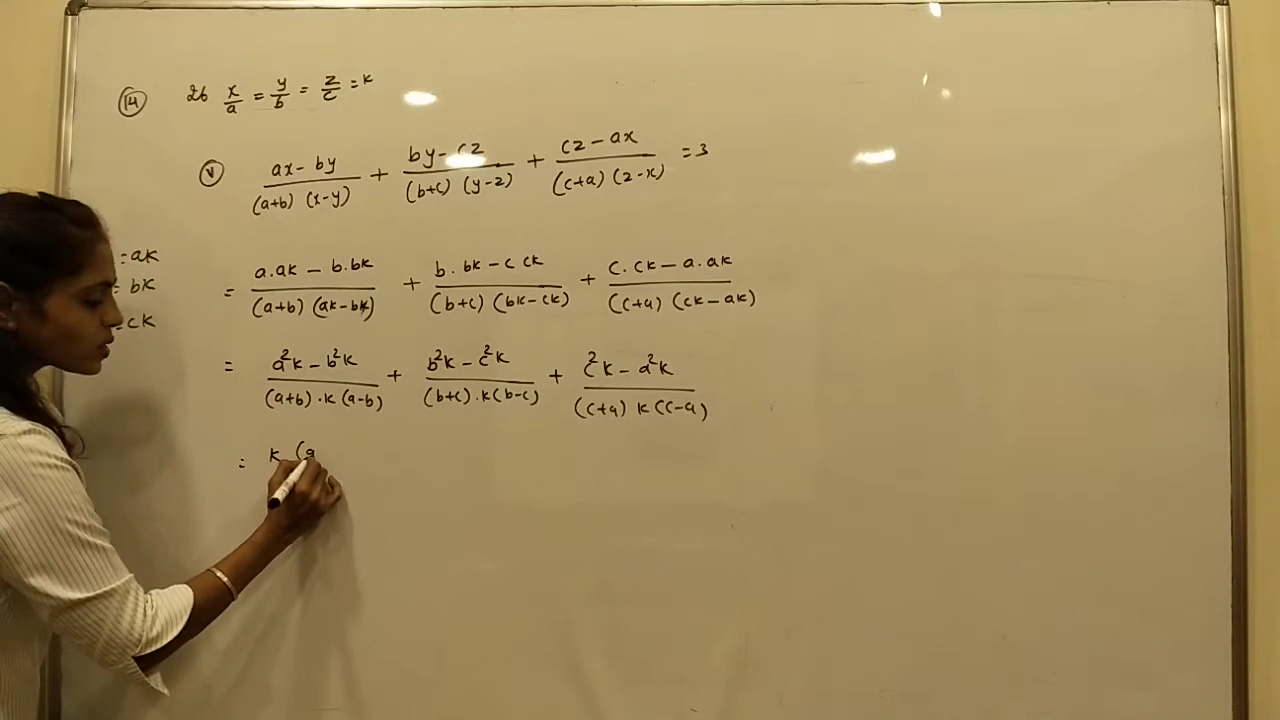 14 26 x/a = y/b = z/c = k
v (ax - by)/((a+b) (x-y)) + (by - cz)/((b+c) (y-z)) + (cz - ax)/((c+a) (z-x)) = 3
= ak
= bk
= ck
= (a.ak - b.bk)/((a+b) (ak-bk)) + (b.bk - c ck)/((b+c) (bk-ck)) + (c.ck - a.ak)/((c+a) (ck-ak))
= (a²k - b²k)/((a+b).k(a-b)) + (b²k - c²k)/((b+c).k(b-c)) + (c²k - a²k)/((c+a) k(c-a))
= k (a